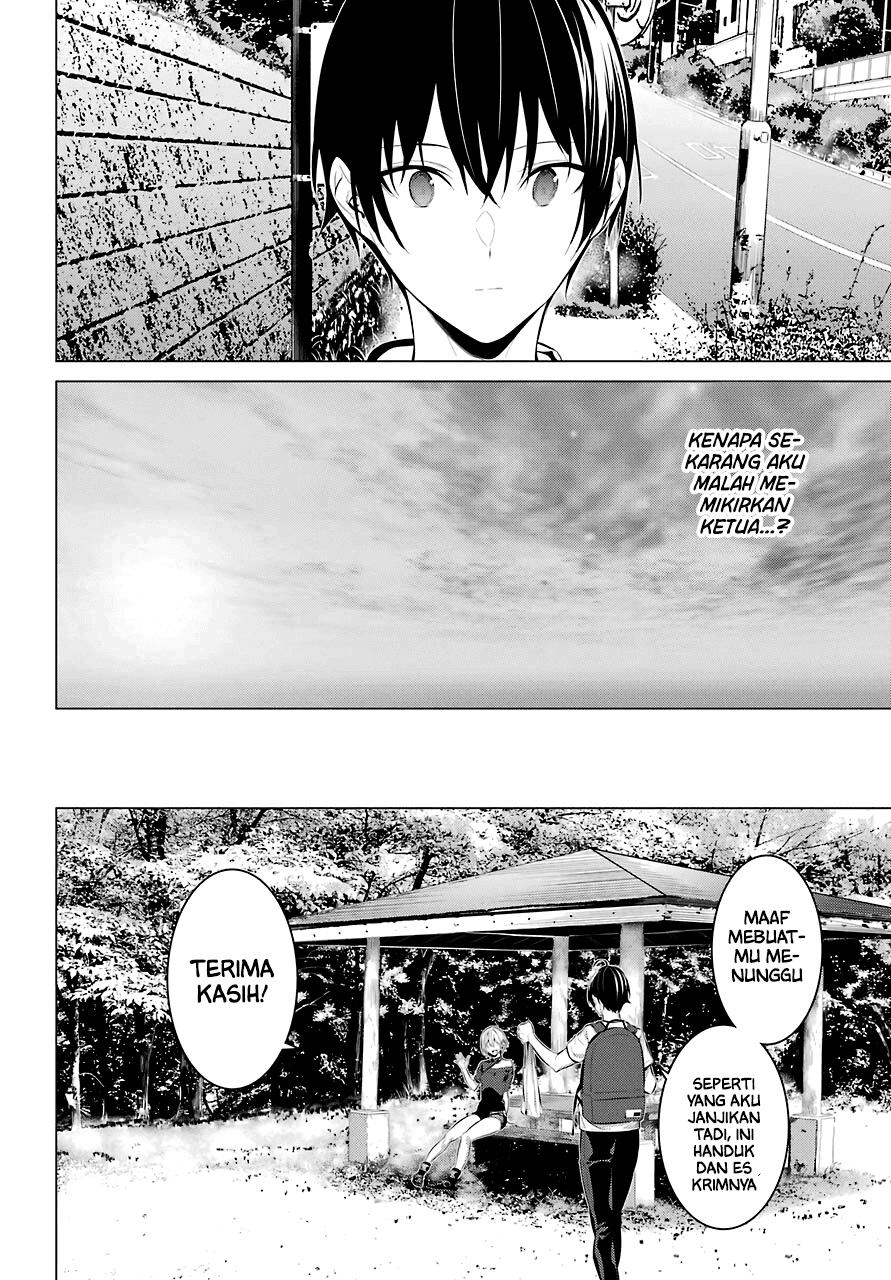 KENAPA SE-
KARANG AKU
MALAH ME-
MIKIRKAN
KETUA...?
MAAF
MEBUAT-
MU ME-
NUNGGU
SEPERTI
YANG AKU
JANJIKAN
TADI, INI
HANDUK
DAN ES
KRIMNYA
TERIMA
KASIH!